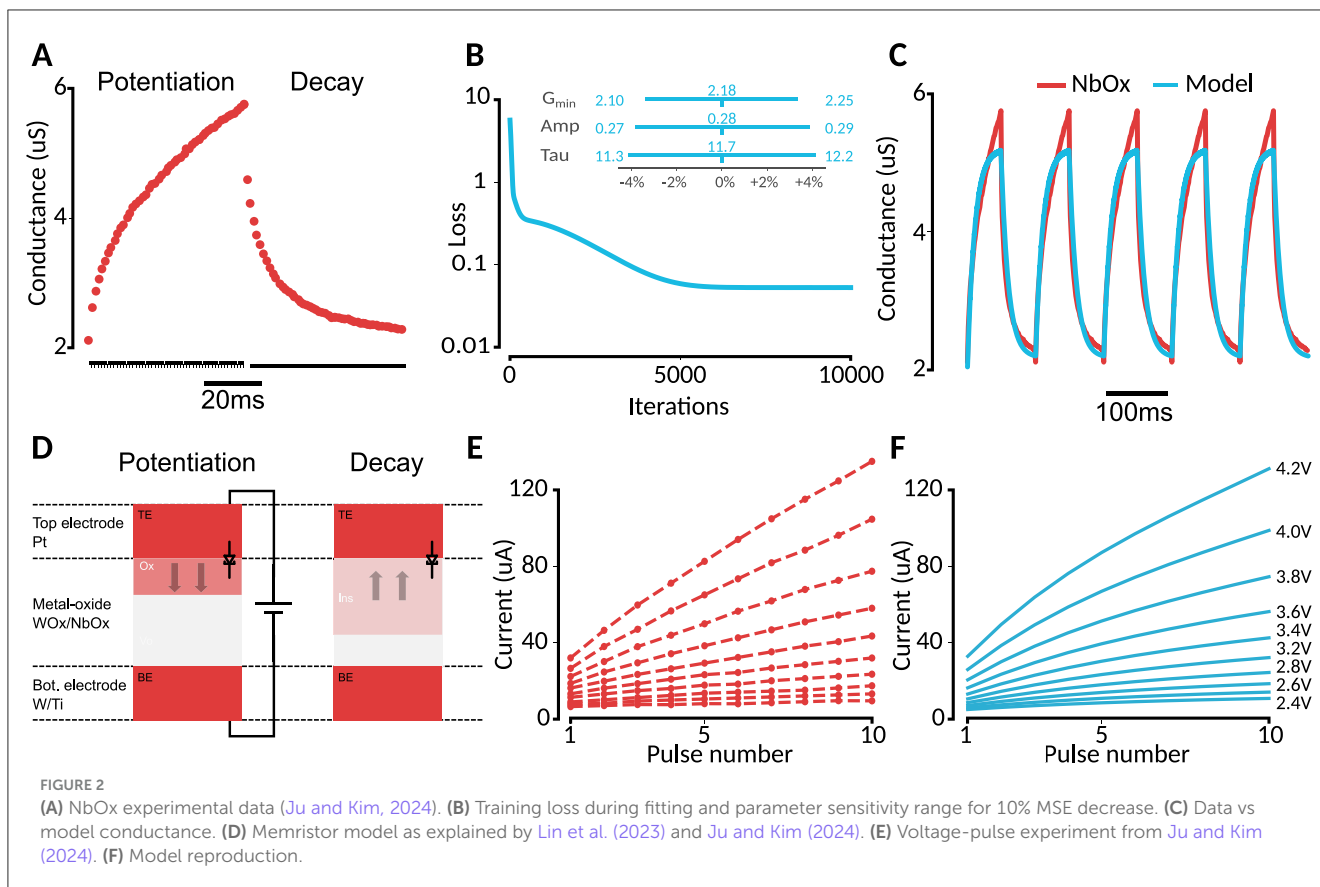 A
Potentiation Decay
6
4
2
Conductance (uS)
20ms
B
10
1
0.1
0.01
Loss
0 5000 10000
Iterations
Gmin 2.10 2.18 2.25
Amp 0.27 0.28 0.29
Tau 11.3 11.7 12.2
-4% -2% 0% +2% +4%
C
NbOx Model
6
4
2
Conductance (uS)
100ms
D
Potentiation Decay
Top electrode
Pt
Metal-oxide
WOx/NbOx
Bot. electrode
W/Ti
TE
Ox
BE
TE
Ins
BE
E
120
80
40
0
Current (uA)
1 5 10
Pulse number
F
120
80
40
0
Current (uA)
1 5 10
Pulse number
4.2V
4.0V
3.8V
3.6V
3.4V
3.2V
2.8V
2.6V
2.4V
FIGURE 2
(A) NbOx experimental data (Ju and Kim, 2024). (B) Training loss during fitting and parameter sensitivity range for 10% MSE decrease. (C) Data vs
model conductance. (D) Memristor model as explained by Lin et al. (2023) and Ju and Kim (2024). (E) Voltage-pulse experiment from Ju and Kim
(2024). (F) Model reproduction.